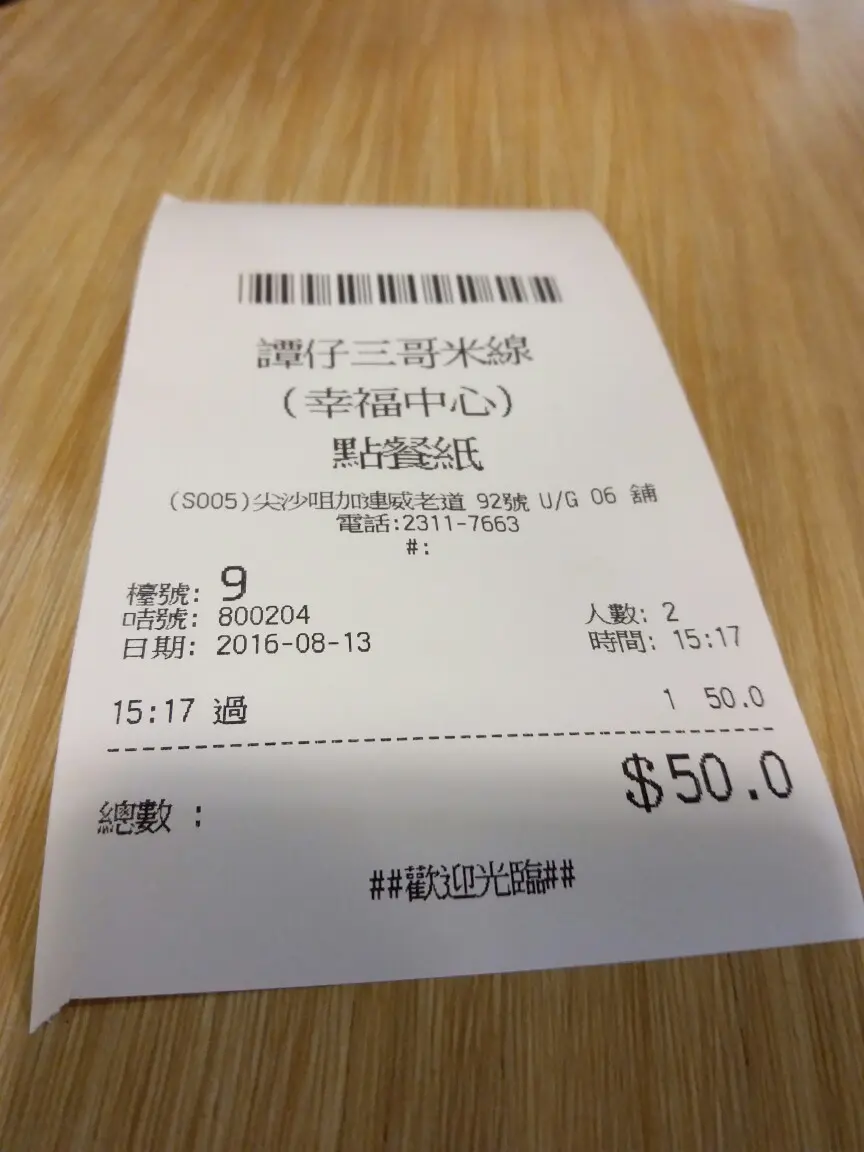 譚仔三哥米線
(幸福中心)
點餐紙
(S005)尖沙咀加連威老道 92號 U/G 06 舖
電話:2311-7663
#:
檯號: 9
咭號: 800204 人數: 2
日期: 2016-08-13 時間: 15:17
15:17 過 1 50.0
總數 : $50.0
##歡迎光臨##